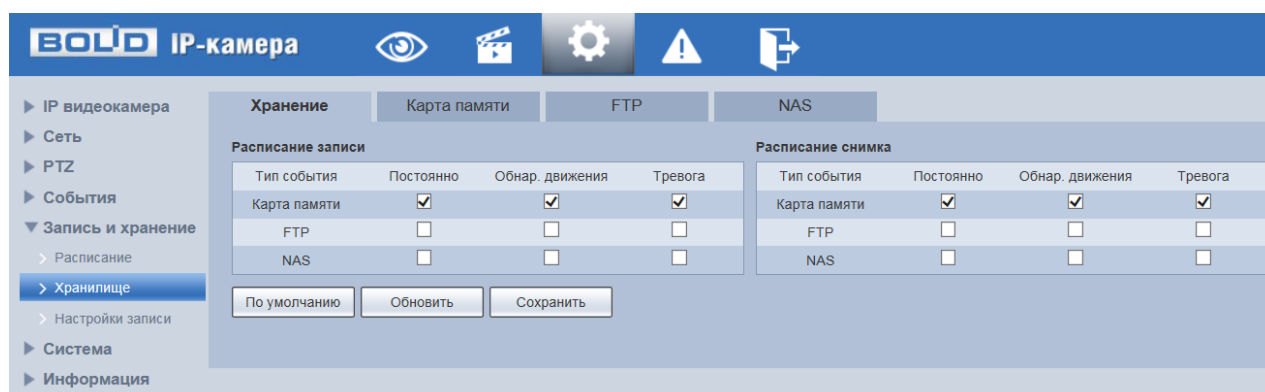 BOLID IP-камера
IP видеокамера
Сеть
PTZ
События
Запись и хранение
Расписание
Хранилище
Настройки записи
Система
Информация
Хранение Карта памяти FTP NAS
Расписание записи
Тип события Постоянно Обнар. движения Тревога
Карта памяти
FTP
NAS
По умолчанию Обновить Сохранить
Расписание снимка
Тип события Постоянно Обнар. движения Тревога
Карта памяти
FTP
NAS